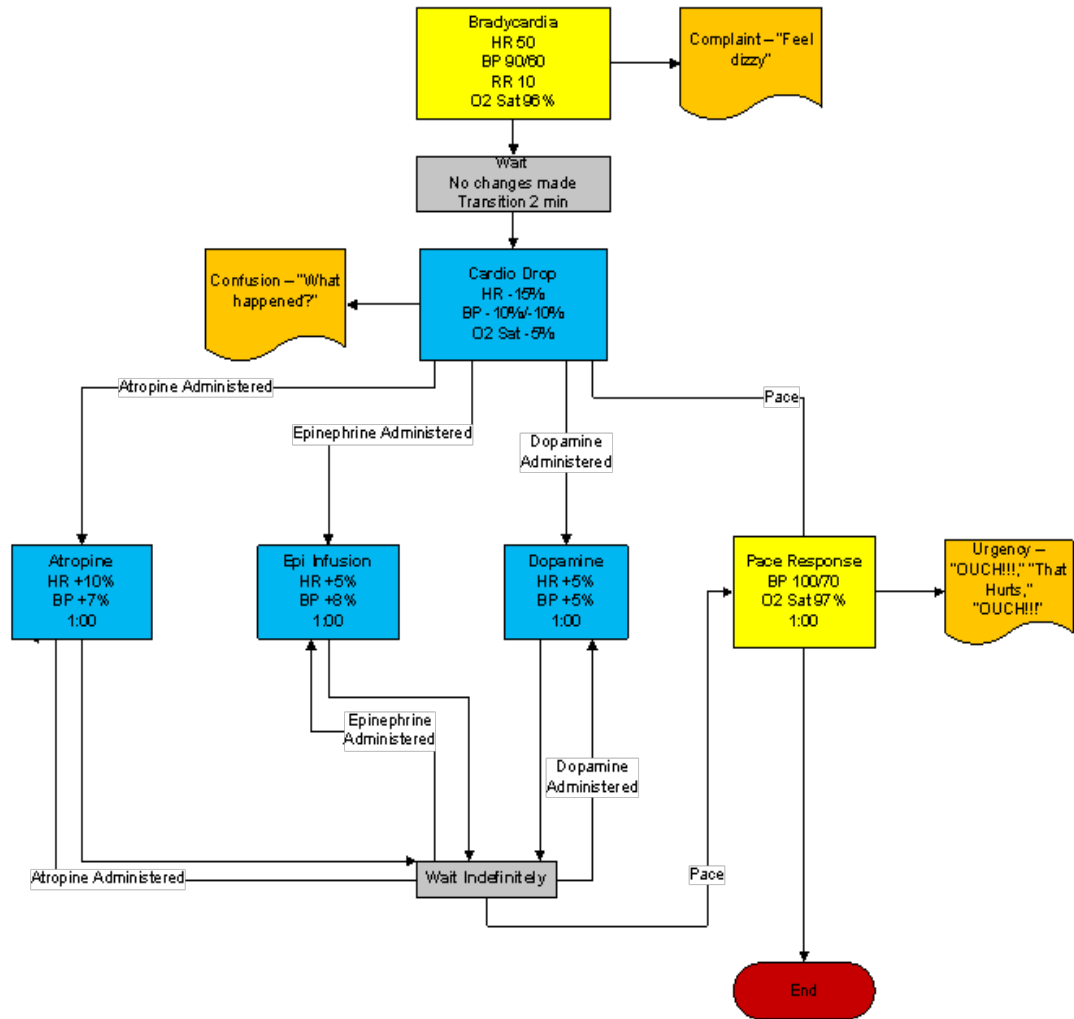 Bradycardia
HR 50
BP 90/60
RR 10
O2 Sat 96%
Complaint – "Feel
dizzy"
Wait
No changes made
Transition 2 min
Confusion – "What
happened?"
Cardio Drop
HR -15%
BP -10%/-10%
O2 Sat -5%
Atropine Administered
Epinephrine Administered
Dopamine
Administered
Pace
Atropine
HR +10%
BP +7%
1:00
Epi Infusion
HR +5%
BP +8%
1:00
Dopamine
HR +5%
BP +5%
1:00
Pace Response
BP 100/70
O2 Sat 97%
1:00
Urgency –
"OUCH!!!," "That
Hurts,"
"OUCH!!!"
Epinephrine
Administered
Dopamine
Administered
Atropine Administered
Wait Indefinitely
Pace
End